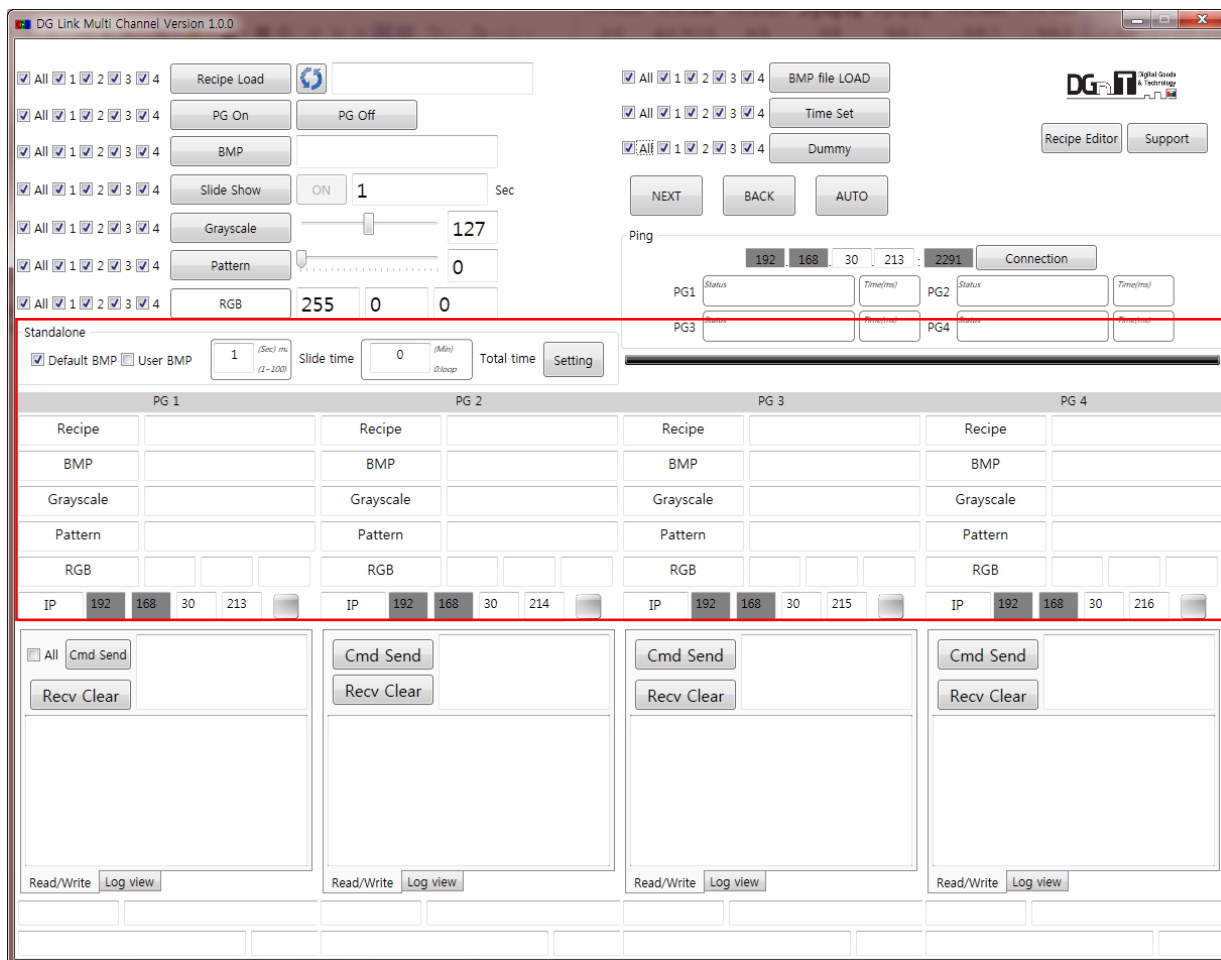 DG Link Multi Channel Version 1.0.0
All 1 2 3 4 Recipe Load
All 1 2 3 4 PG On PG Off
All 1 2 3 4 BMP
All 1 2 3 4 Slide Show ON 1 Sec
All 1 2 3 4 Grayscale 127
All 1 2 3 4 Pattern 0
All 1 2 3 4 RGB 255 0 0
All 1 2 3 4 BMP file LOAD
All 1 2 3 4 Time Set
All 1 2 3 4 Dummy
NEXT BACK AUTO
DGnT Digital Goods
& Technology
Recipe Editor Support
Ping
192 . 168 . 30 . 213 : 2291 Connection
PG1 Status Time(ms) PG2 Status Time(ms)
PG3 Status Time(ms) PG4 Status Time(ms)
Standalone
Default BMP User BMP 1 (Sec) (1~100) Slide time 0 (Min) 0:loop Total time Setting
PG 1 PG 2 PG 3 PG 4
Recipe Recipe Recipe Recipe
BMP BMP BMP BMP
Grayscale Grayscale Grayscale Grayscale
Pattern Pattern Pattern Pattern
RGB RGB RGB RGB
IP 192 168 30 213 IP 192 168 30 214 IP 192 168 30 215 IP 192 168 30 216
All Cmd Send Cmd Send Cmd Send Cmd Send
Recv Clear Recv Clear Recv Clear Recv Clear
Read/Write Log view Read/Write Log view Read/Write Log view Read/Write Log view